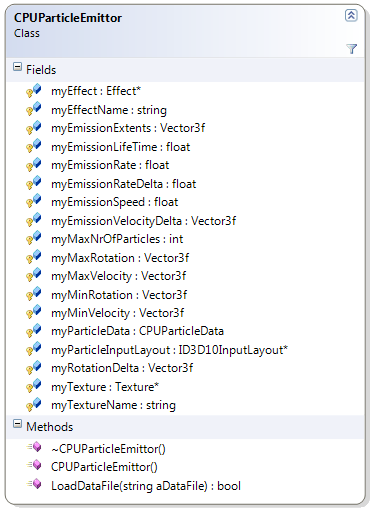 CPUParticleEmittor
Class
Fields
myEffect : Effect*
myEffectName : string
myEmissionExtents : Vector3f
myEmissionLifeTime : float
myEmissionRate : float
myEmissionRateDelta : float
myEmissionSpeed : float
myEmissionVelocityDelta : Vector3f
myMaxNrOfParticles : int
myMaxRotation : Vector3f
myMaxVelocity : Vector3f
myMinRotation : Vector3f
myMinVelocity : Vector3f
myParticleData : CPUParticleData
myParticleInputLayout : ID3D10InputLayout*
myRotationDelta : Vector3f
myTexture : Texture*
myTextureName : string
Methods
~CPUParticleEmittor()
CPUParticleEmittor()
LoadDataFile(string aDataFile) : bool